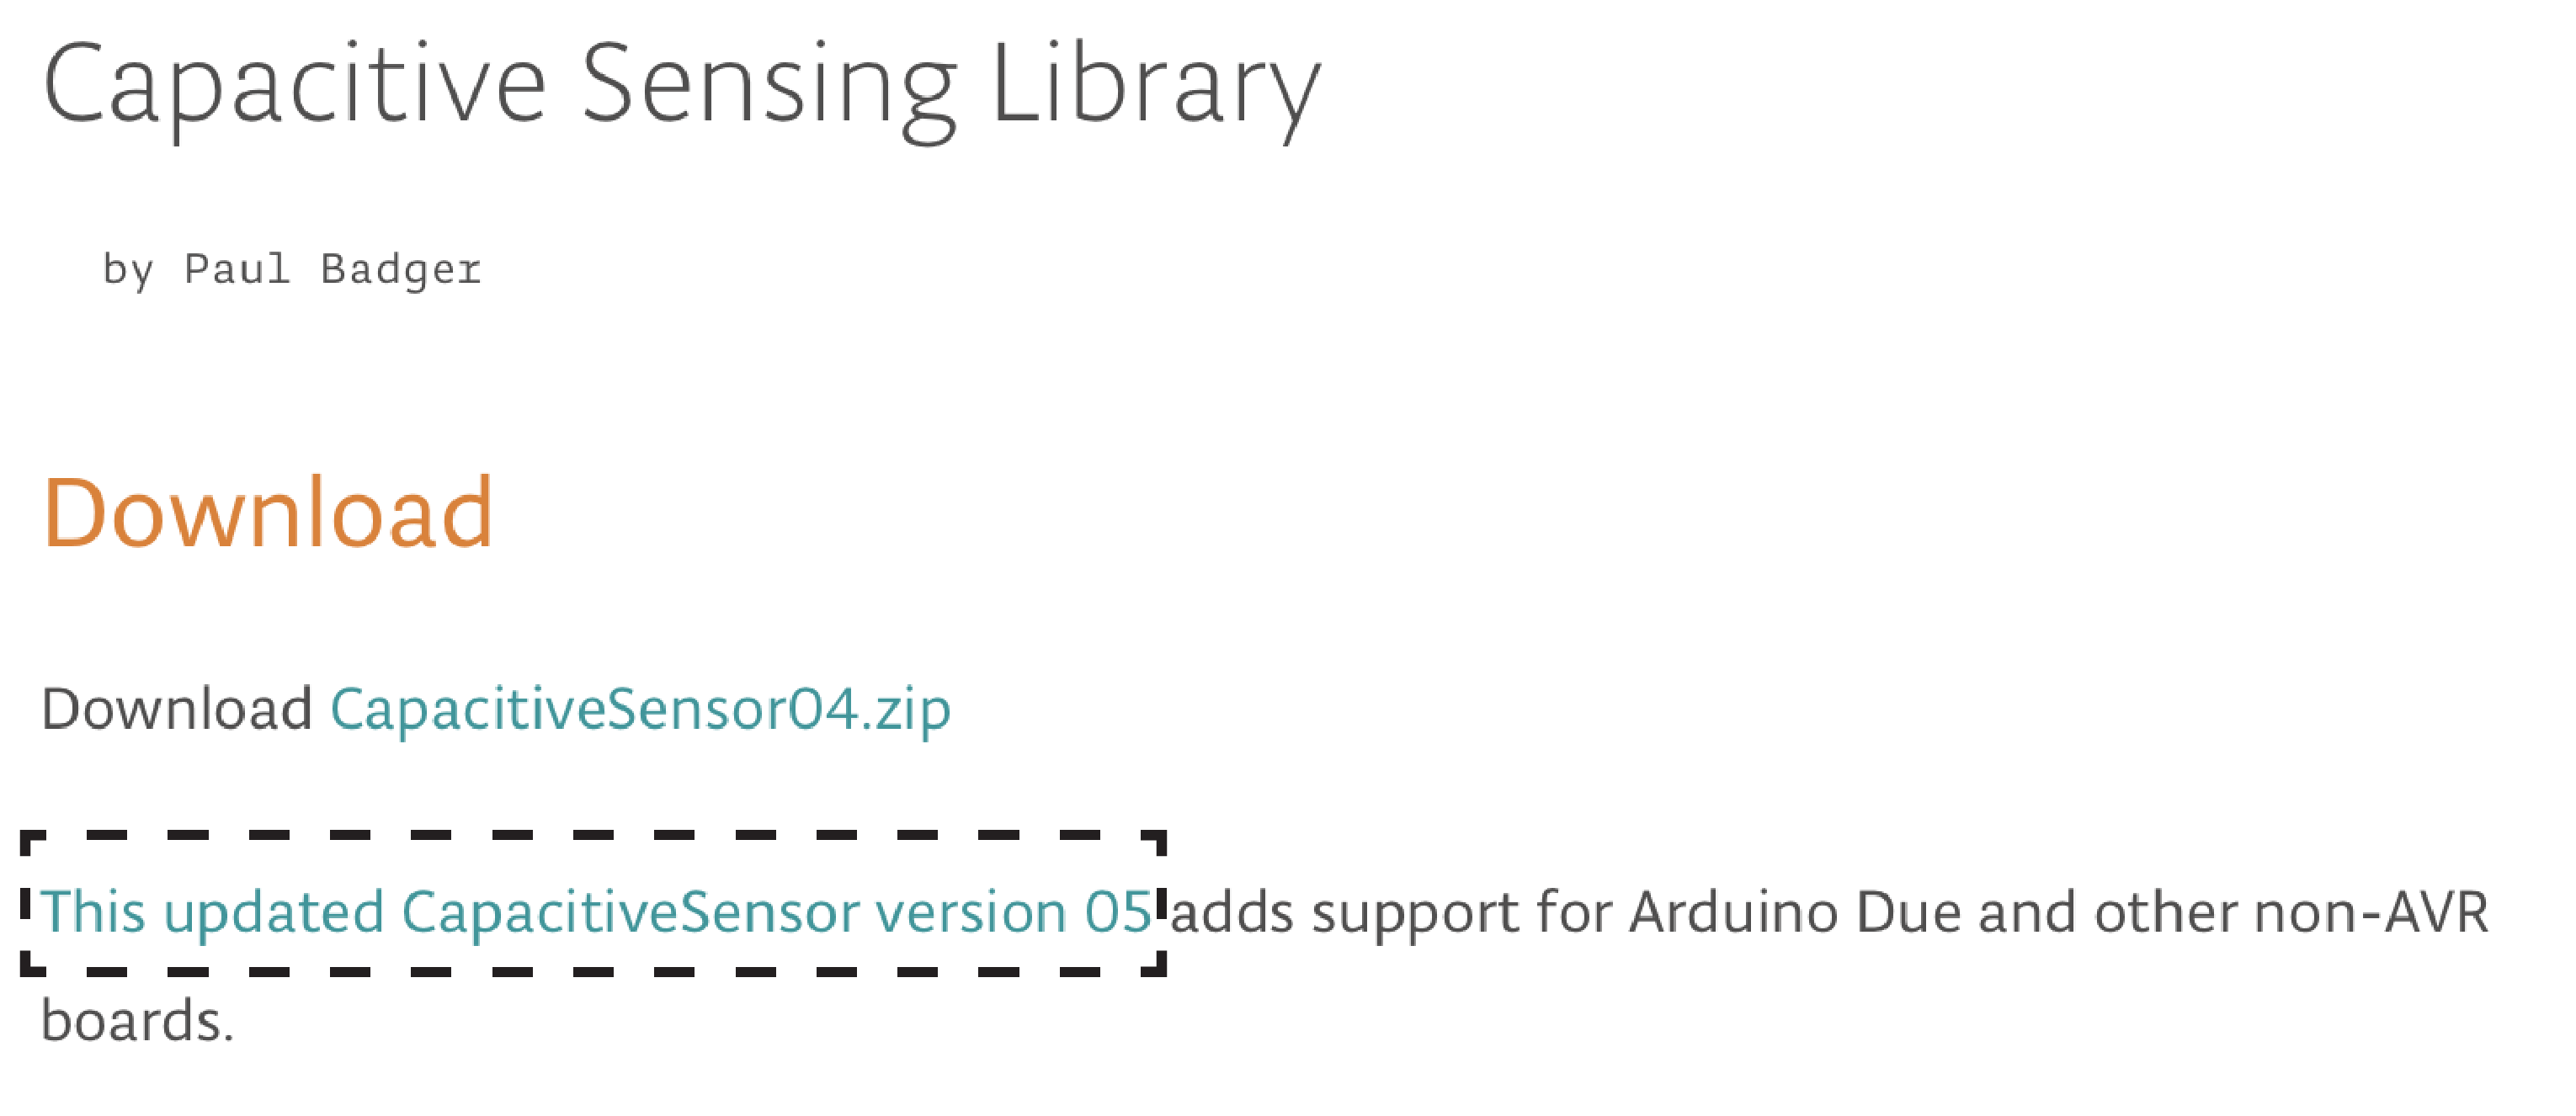 Capacitive Sensing Library
by Paul Badger
Download
Download CapacitiveSensor04.zip
This updated CapacitiveSensor version 05 adds support for Arduino Due and other non-AVR
boards.